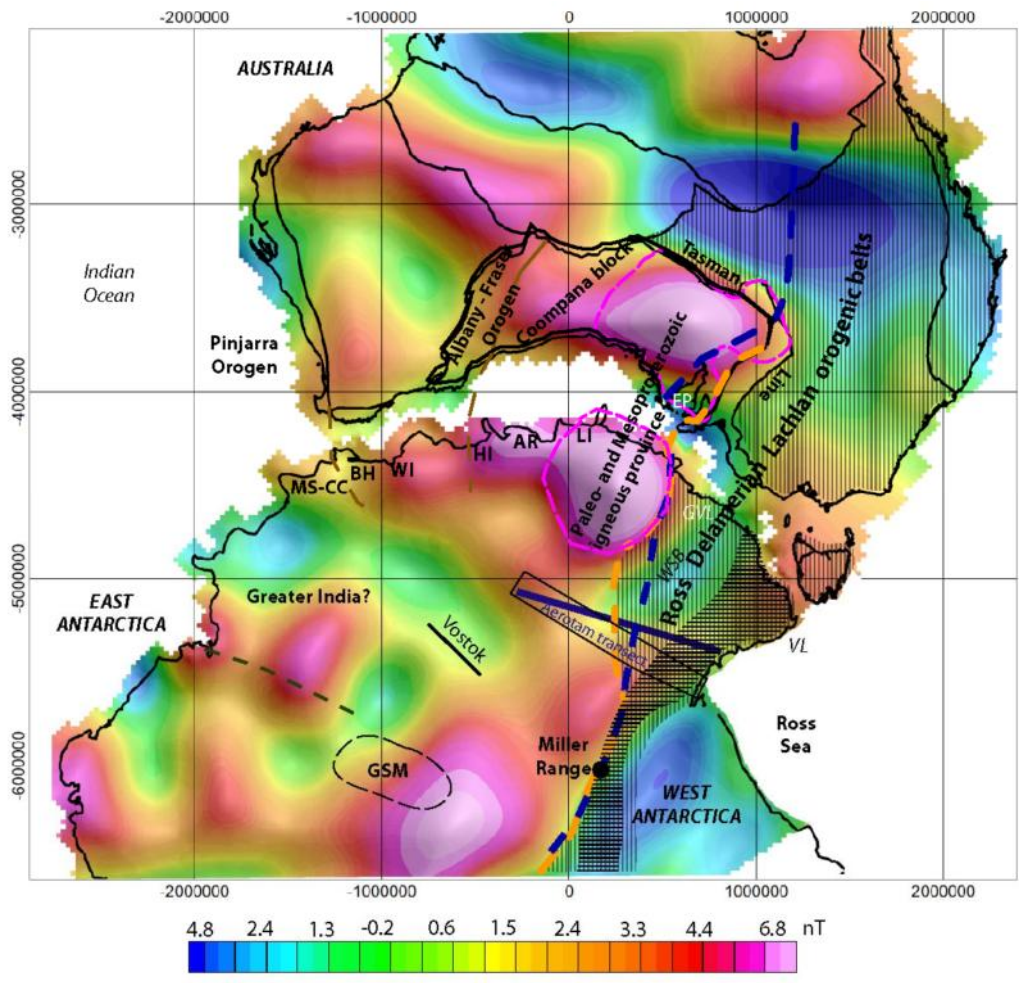 -2000000 -1000000 0 1000000 2000000
AUSTRALIA
-3000000
Indian
Ocean
Tasman
Albany - Fraser
Orogen
Coompana block
Pinjarra
Orogen
-4000000
EP
Line
Paleo- and Mesoproterozoic
igneous province
Ross Delamerian Lachlan orogenic belts
LI
AR
HI
WI
BH
MS-CC
GVL
WSB
-5000000
Greater India?
EAST
ANTARCTICA
Vostok
Aerotam transect
VL
Ross
Sea
Miller
Range
-6000000
GSM
WEST
ANTARCTICA
-2000000 -1000000 0 1000000 2000000
4.8 2.4 1.3 -0.2 0.6 1.5 2.4 3.3 4.4 6.8 nT